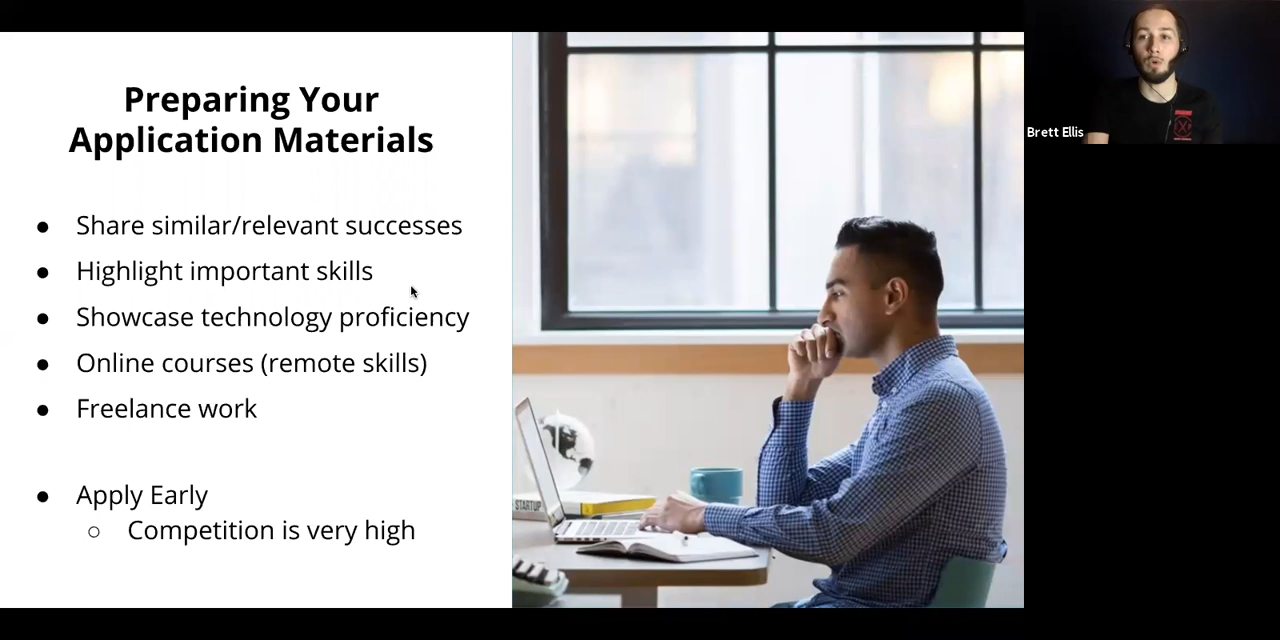 Preparing Your
Application Materials
● Share similar/relevant successes
● Highlight important skills
● Showcase technology proficiency
● Online courses (remote skills)
● Freelance work
● Apply Early
○ Competition is very high
STARTUP
Brett Ellis